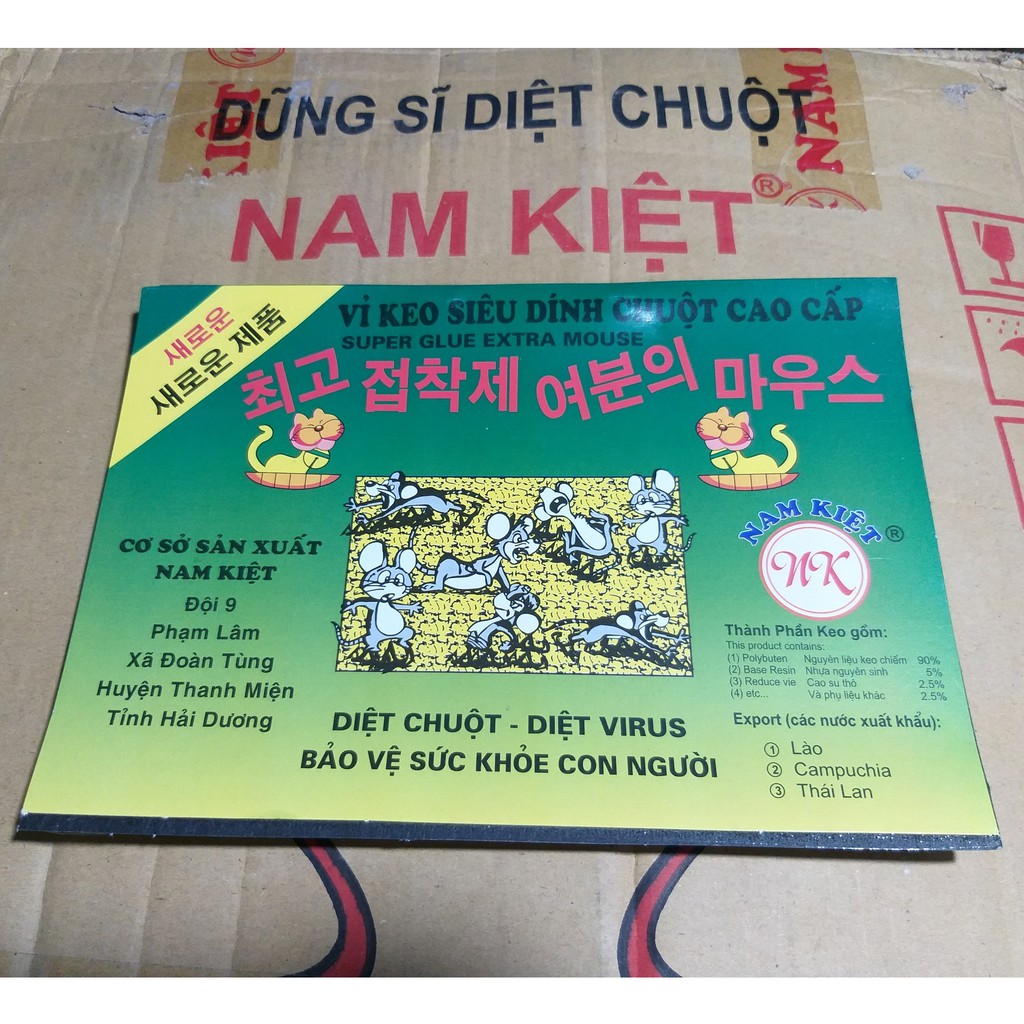 DŨNG SĨ DIỆT CHUỘT
NAM KIỆT ®
새로운
새로운 제품
VỈ KEO SIÊU DÍNH CHUỘT CAO CẤP
SUPER GLUE EXTRA MOUSE
최고 접착제 여분의 마우스
CƠ SỞ SẢN XUẤT
NAM KIỆT
Đội 9
Phạm Lâm
Xã Đoàn Tùng
Huyện Thanh Miện
Tỉnh Hải Dương
DIỆT CHUỘT - DIỆT VIRUS
BẢO VỆ SỨC KHỎE CON NGƯỜI
NAM KIỆT ®
NK
Thành Phần Keo gồm:
This product contains:
(1) Polybuten Nguyên liệu keo chiếm 90%
(2) Base Resin Nhựa nguyên sinh 5%
(3) Reduce vie Cao su thô 2.5%
(4) etc... Và phụ liệu khác 2.5%
Export (các nước xuất khẩu):
1 Lào
2 Campuchia
3 Thái Lan